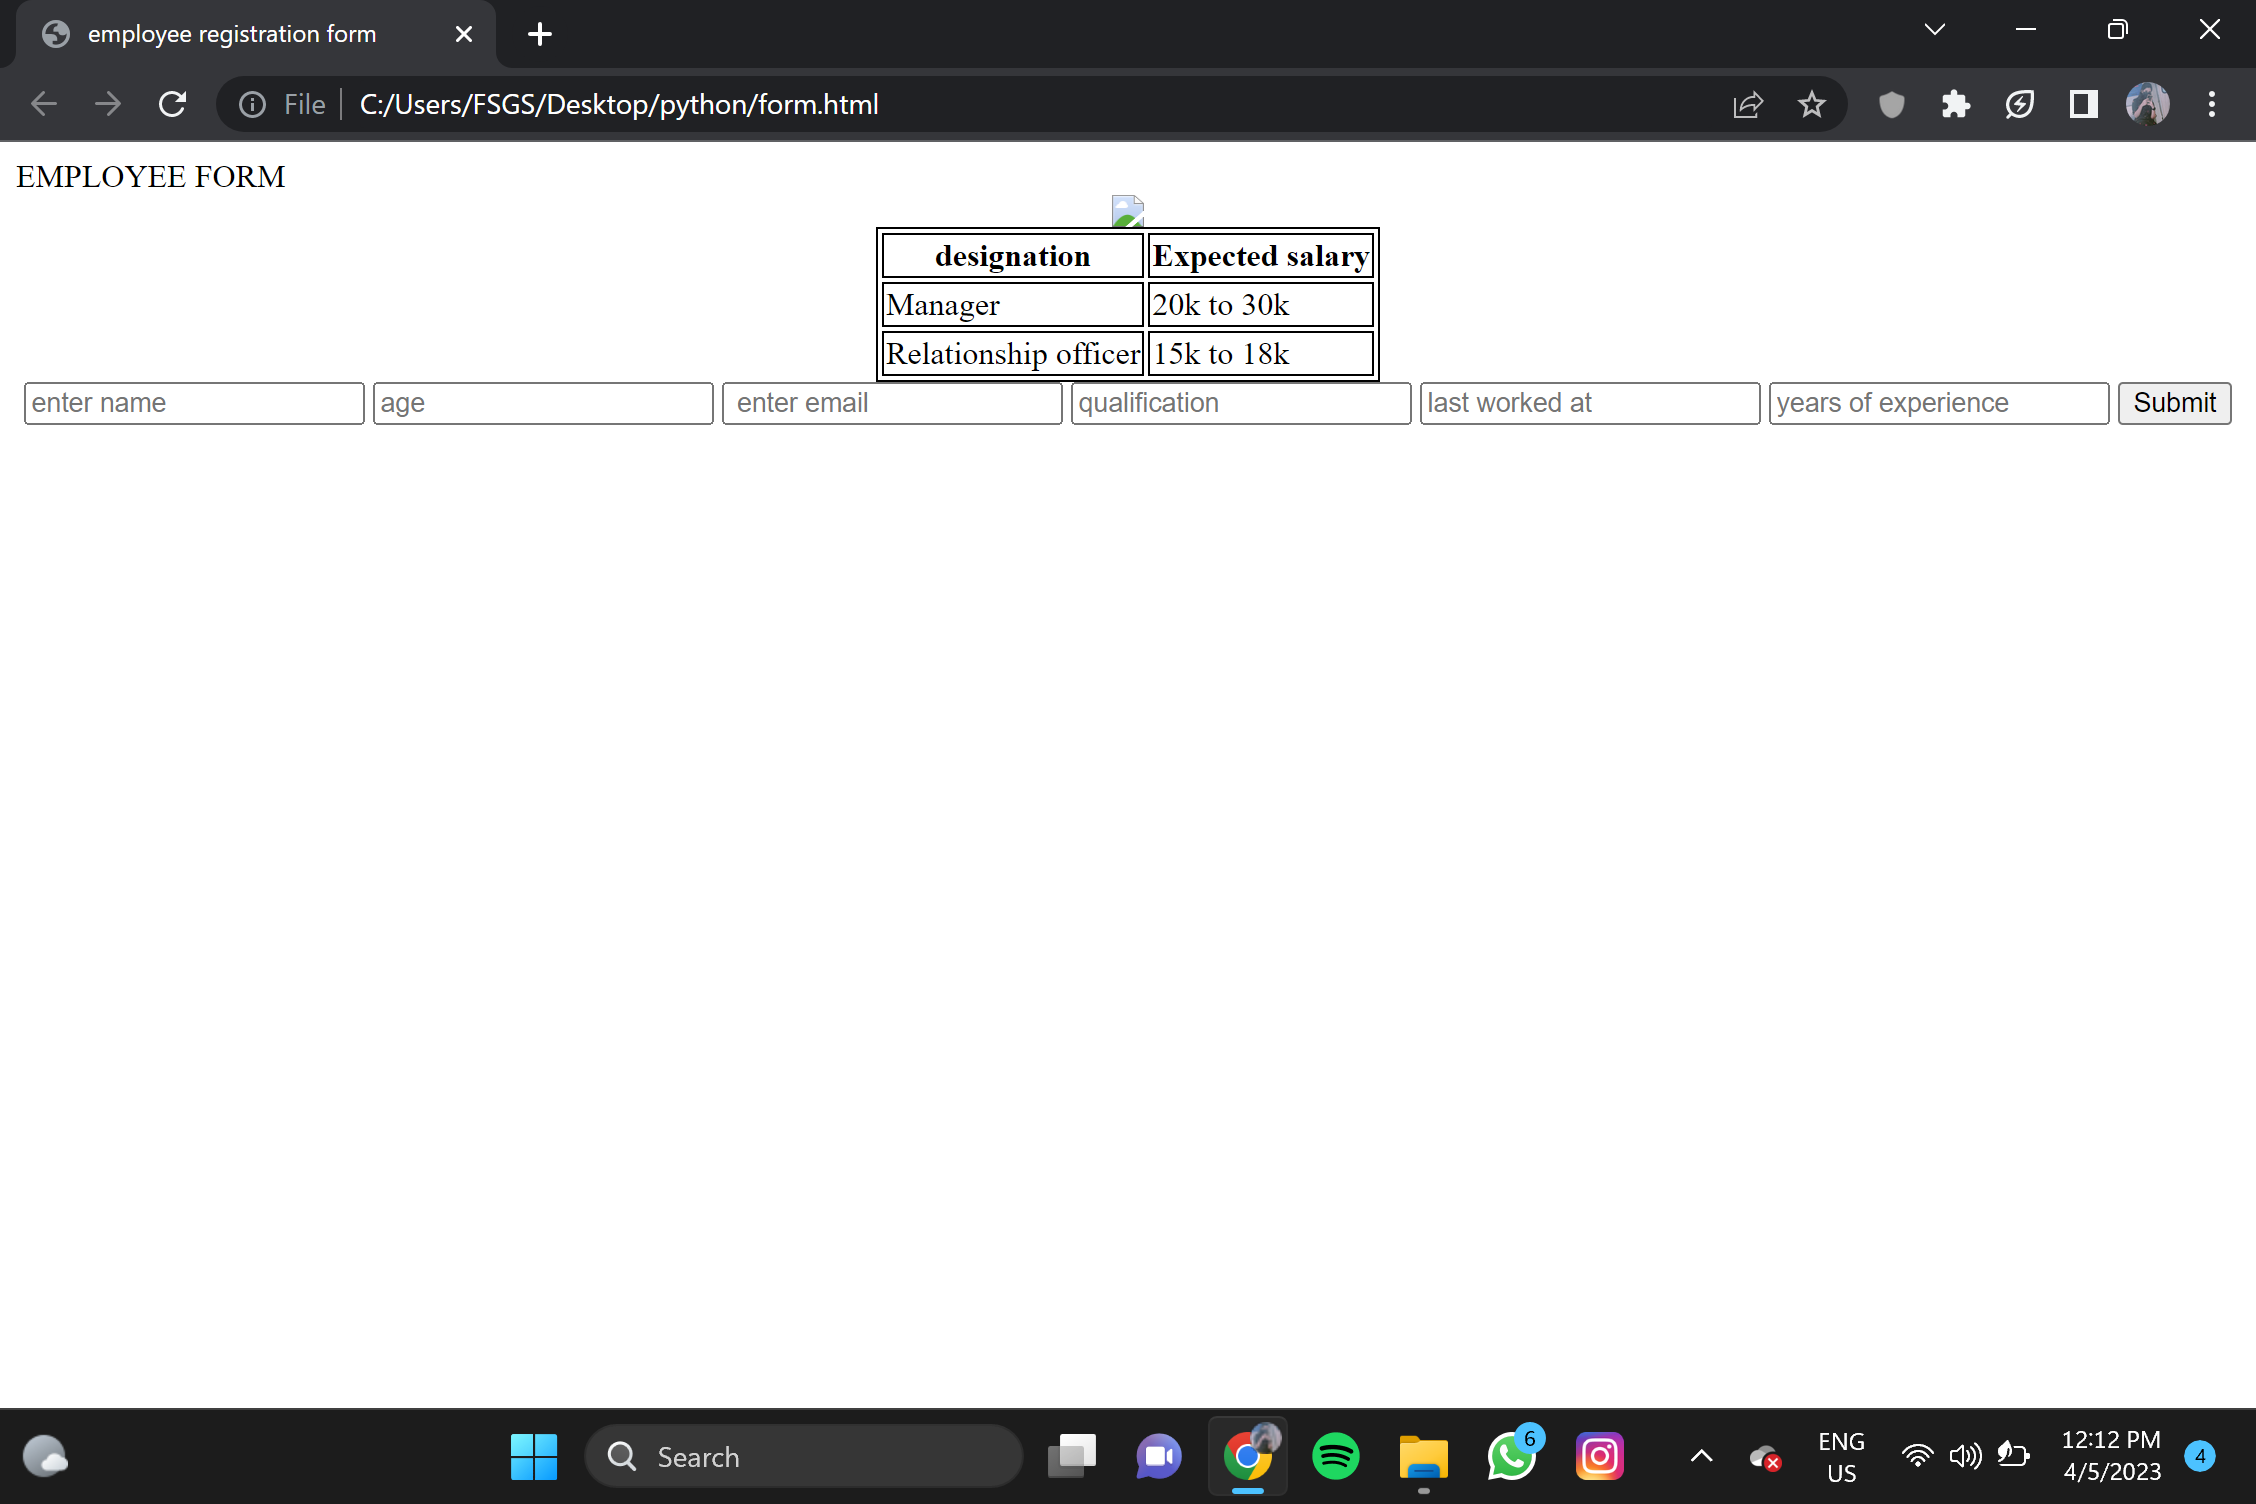 employee registration form
File C:/Users/FSGS/Desktop/python/form.html
EMPLOYEE FORM
designation Expected salary
Manager 20k to 30k
Relationship officer 15k to 18k
enter name age enter email qualification last worked at years of experience Submit
Search
6
ENG
US
12:12 PM
4/5/2023
4